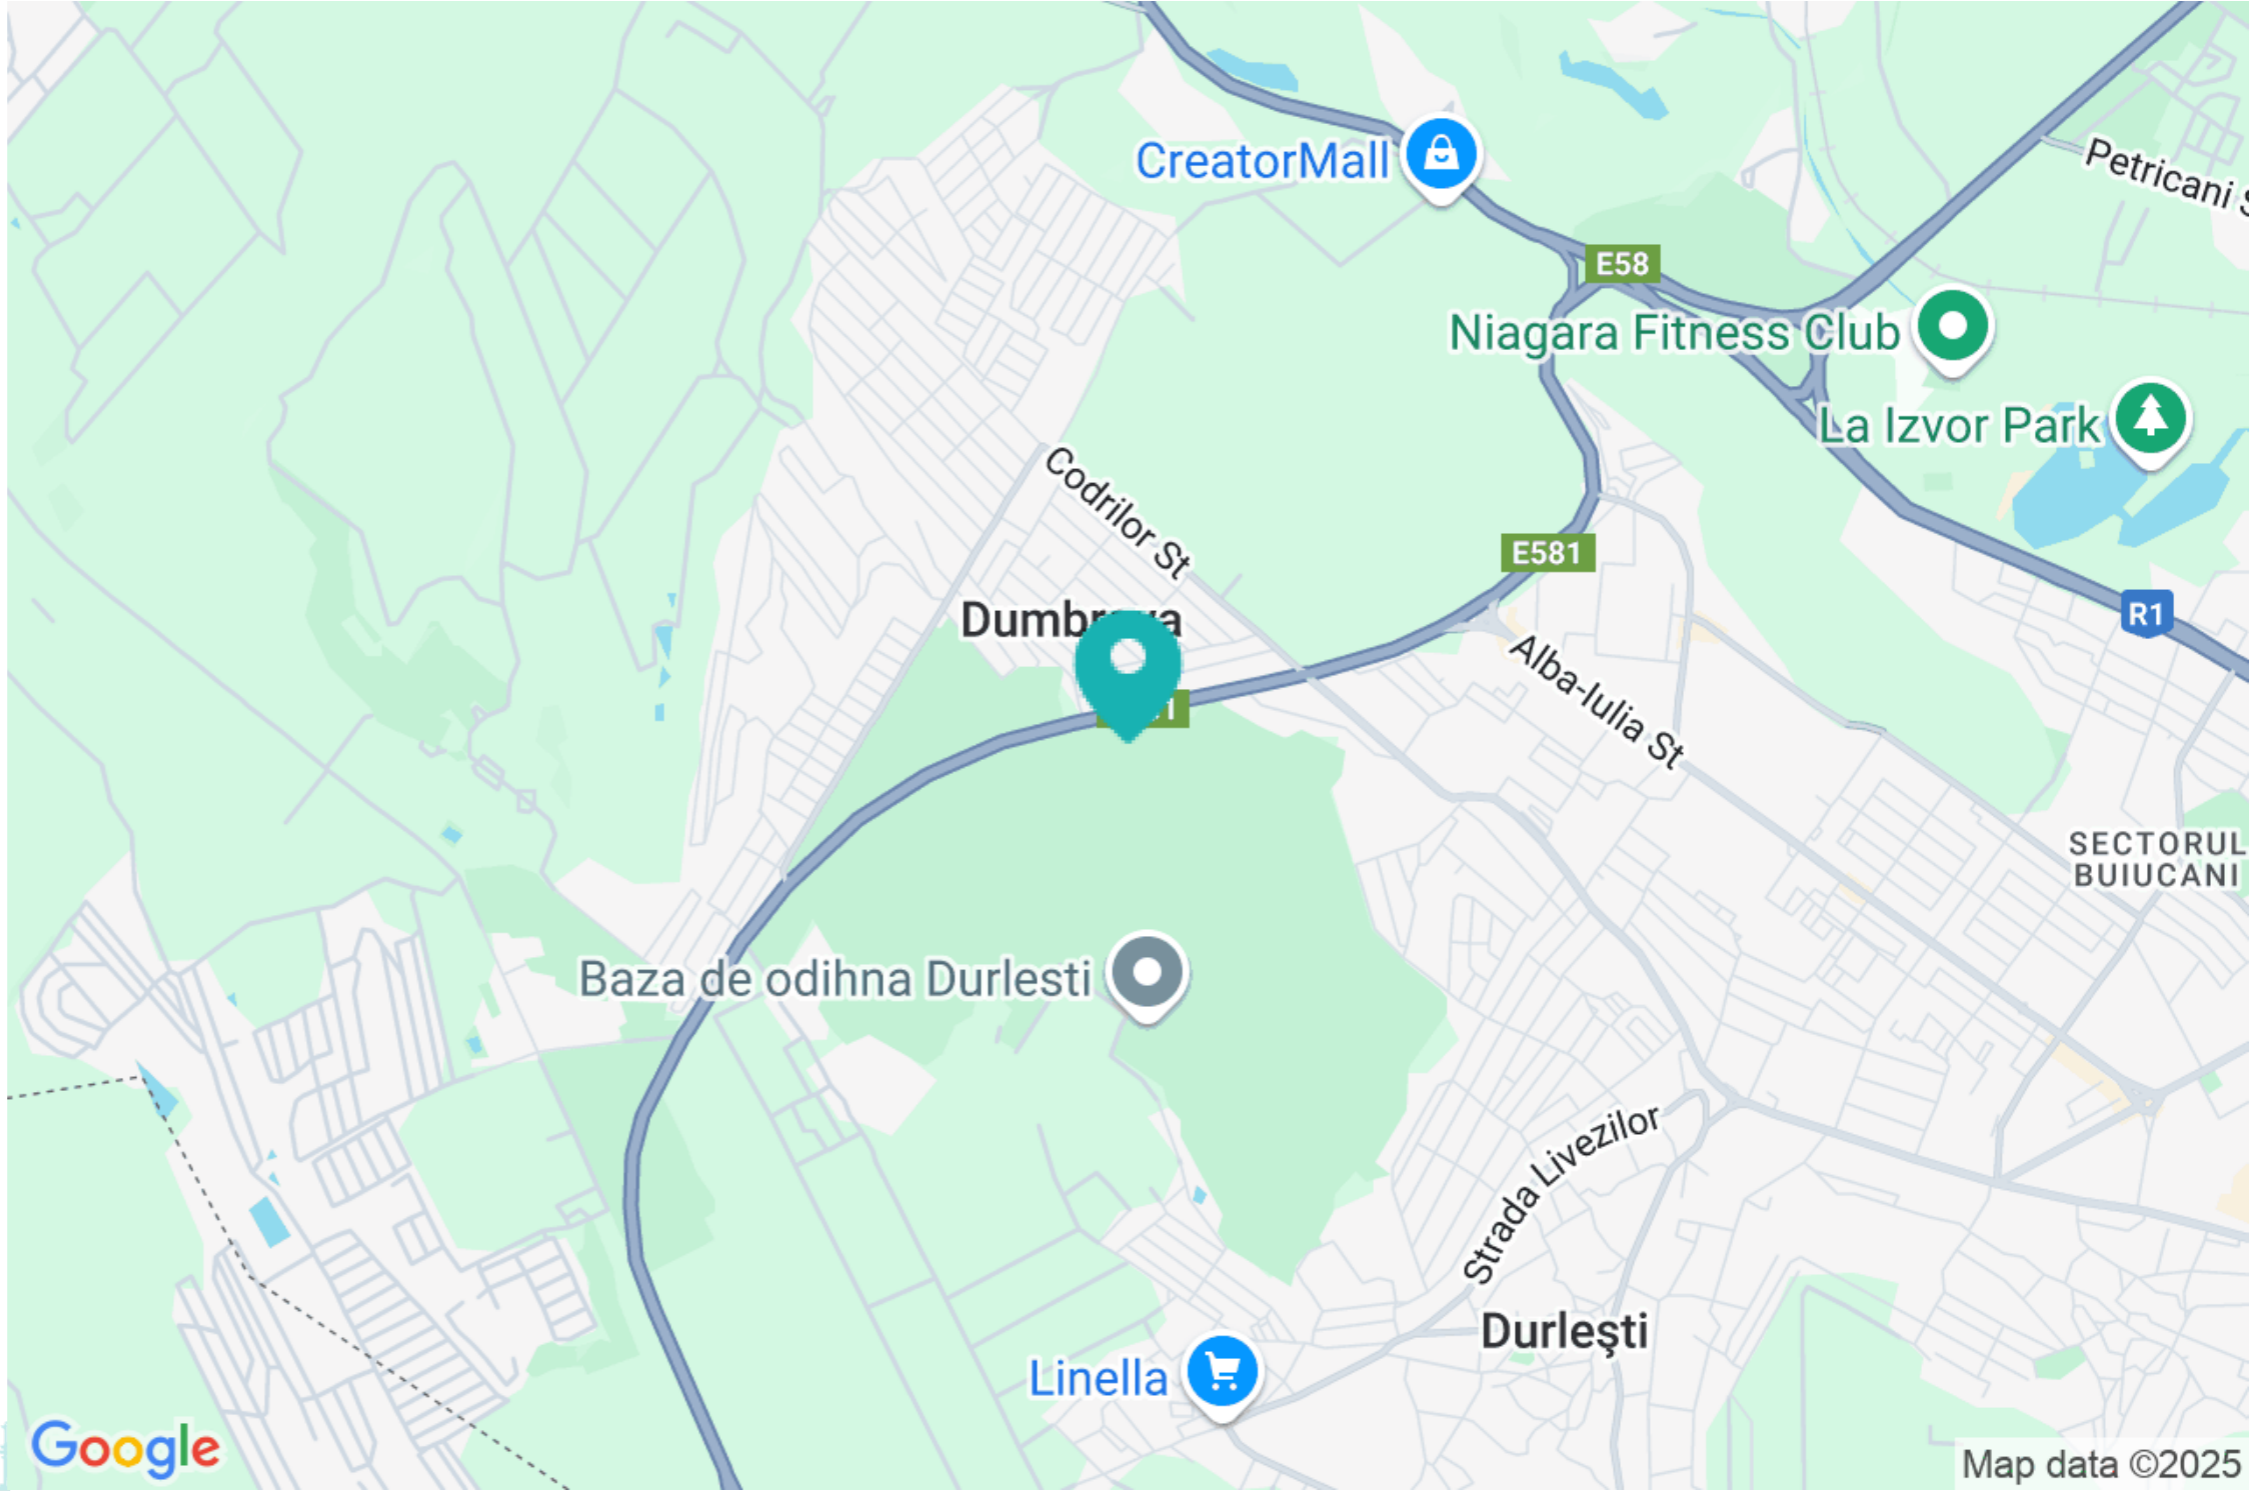 CreatorMall
Petricani
E58
Niagara Fitness Club
La Izvor Park
Codrilor St
E581
R1
Alba-Iulia St
SECTORUL
BUIUCANI
Baza de odihna Durlesti
Strada Livezilor
Durleşti
Linella
Google
Map data ©2025